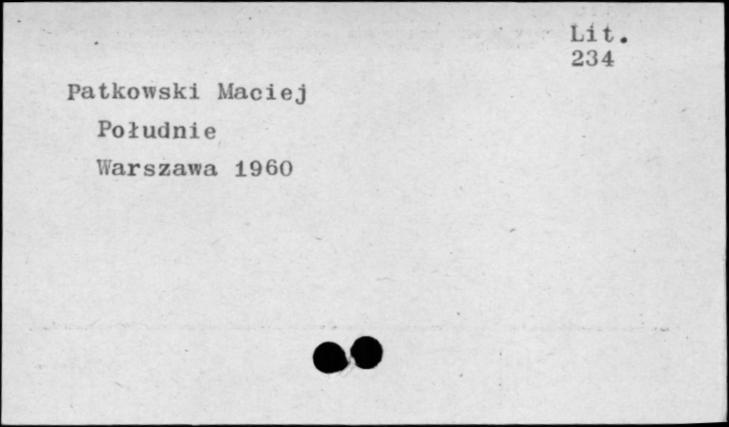 Lit.
234
Patkowski Maciej
Południe
Warszawa 1960